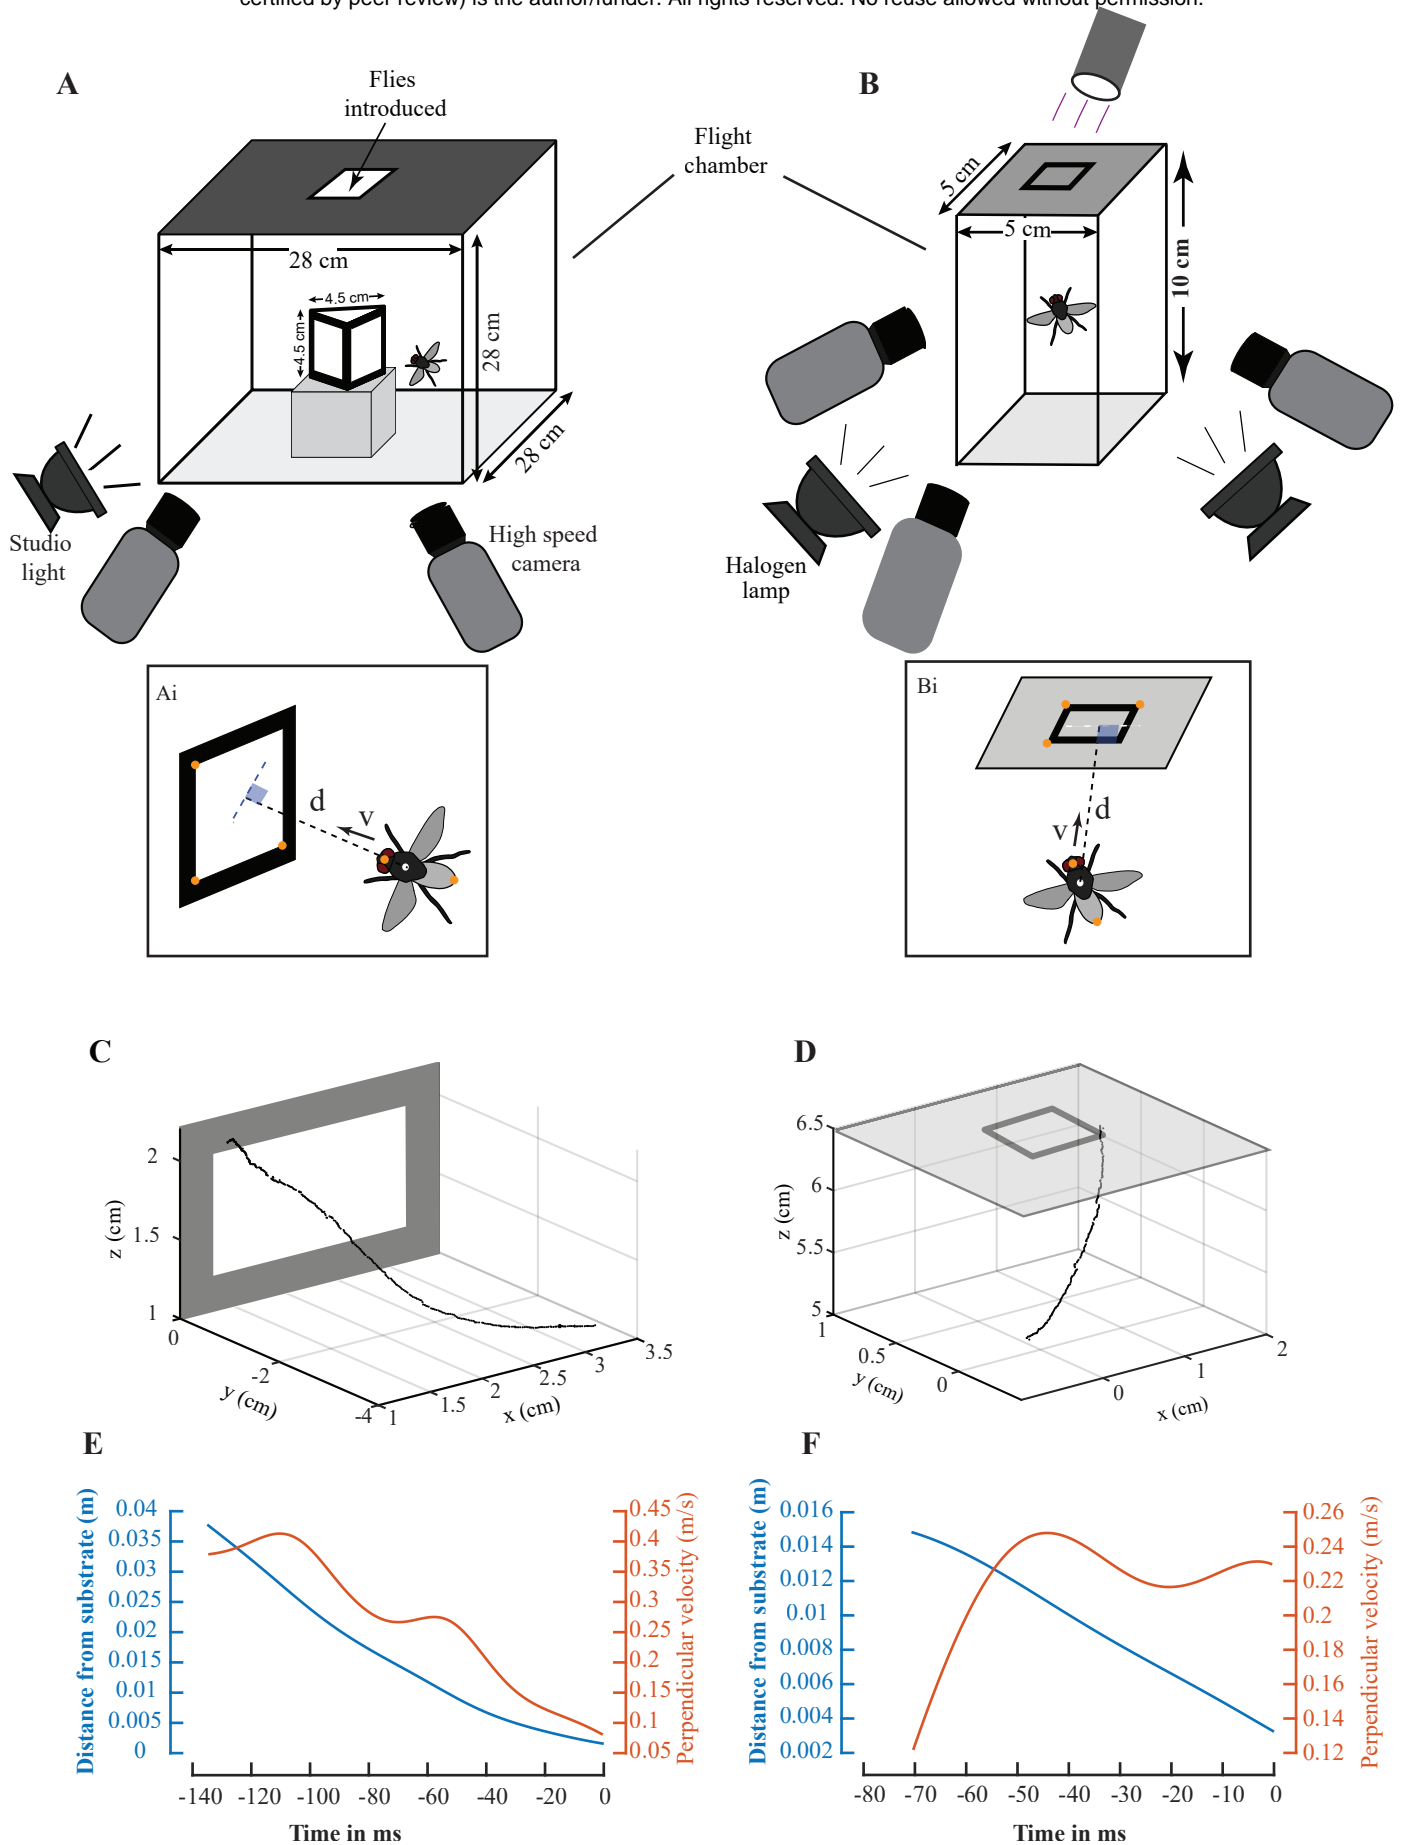 certified by peer review) is the author/funder. All rights reserved. No reuse allowed without permission.
A
Flies
introduced
B
Flight
chamber
28 cm
28 cm
28 cm
4.5 cm
4.5 cm
5 cm
5 cm
10 cm
Studio
light
High speed
camera
Halogen
lamp
Ai
d
v
Bi
d
v
C
2
1.5
1
z (cm)
0
-2
-4
y (cm)
1
1.5
2
2.5
3
3.5
x (cm)
D
6.5
6
5.5
5
z (cm)
1
0.5
0
y (cm)
0
1
2
x (cm)
E
Distance from substrate (m)
0.04
0.035
0.03
0.025
0.02
0.015
0.01
0.005
0
0.45
0.4
0.35
0.3
0.25
0.2
0.15
0.1
0.05
Perpendicular velocity (m/s)
-140 -120 -100 -80 -60 -40 -20 0
Time in ms
F
Distance from substrate (m)
0.016
0.014
0.012
0.01
0.008
0.006
0.004
0.002
0.26
0.24
0.22
0.2
0.18
0.16
0.14
0.12
Perpendicular velocity (m/s)
-80 -70 -60 -50 -40 -30 -20 -10 0
Time in ms